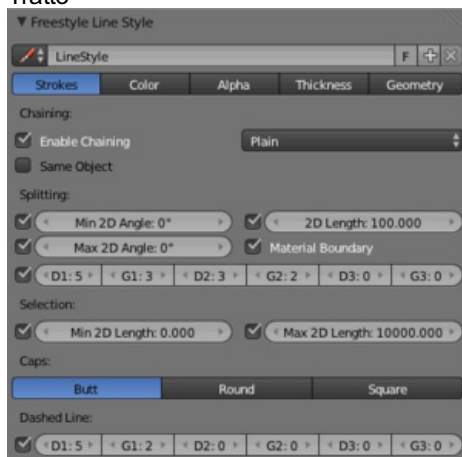 Tratto
Freestyle Line Style
LineStyle F
Strokes Color Alpha Thickness Geometry
Chaining:
Enable Chaining Plain
Same Object
Splitting:
Min 2D Angle: 0° 2D Length: 100.000
Max 2D Angle: 0° Material Boundary
D1: 5 G1: 3 D2: 3 G2: 2 D3: 0 G3: 0
Selection:
Min 2D Length: 0.000 Max 2D Length: 10000.000
Caps:
Butt Round Square
Dashed Line:
D1: 5 G1: 2 D2: 0 G2: 0 D3: 0 G3: 0